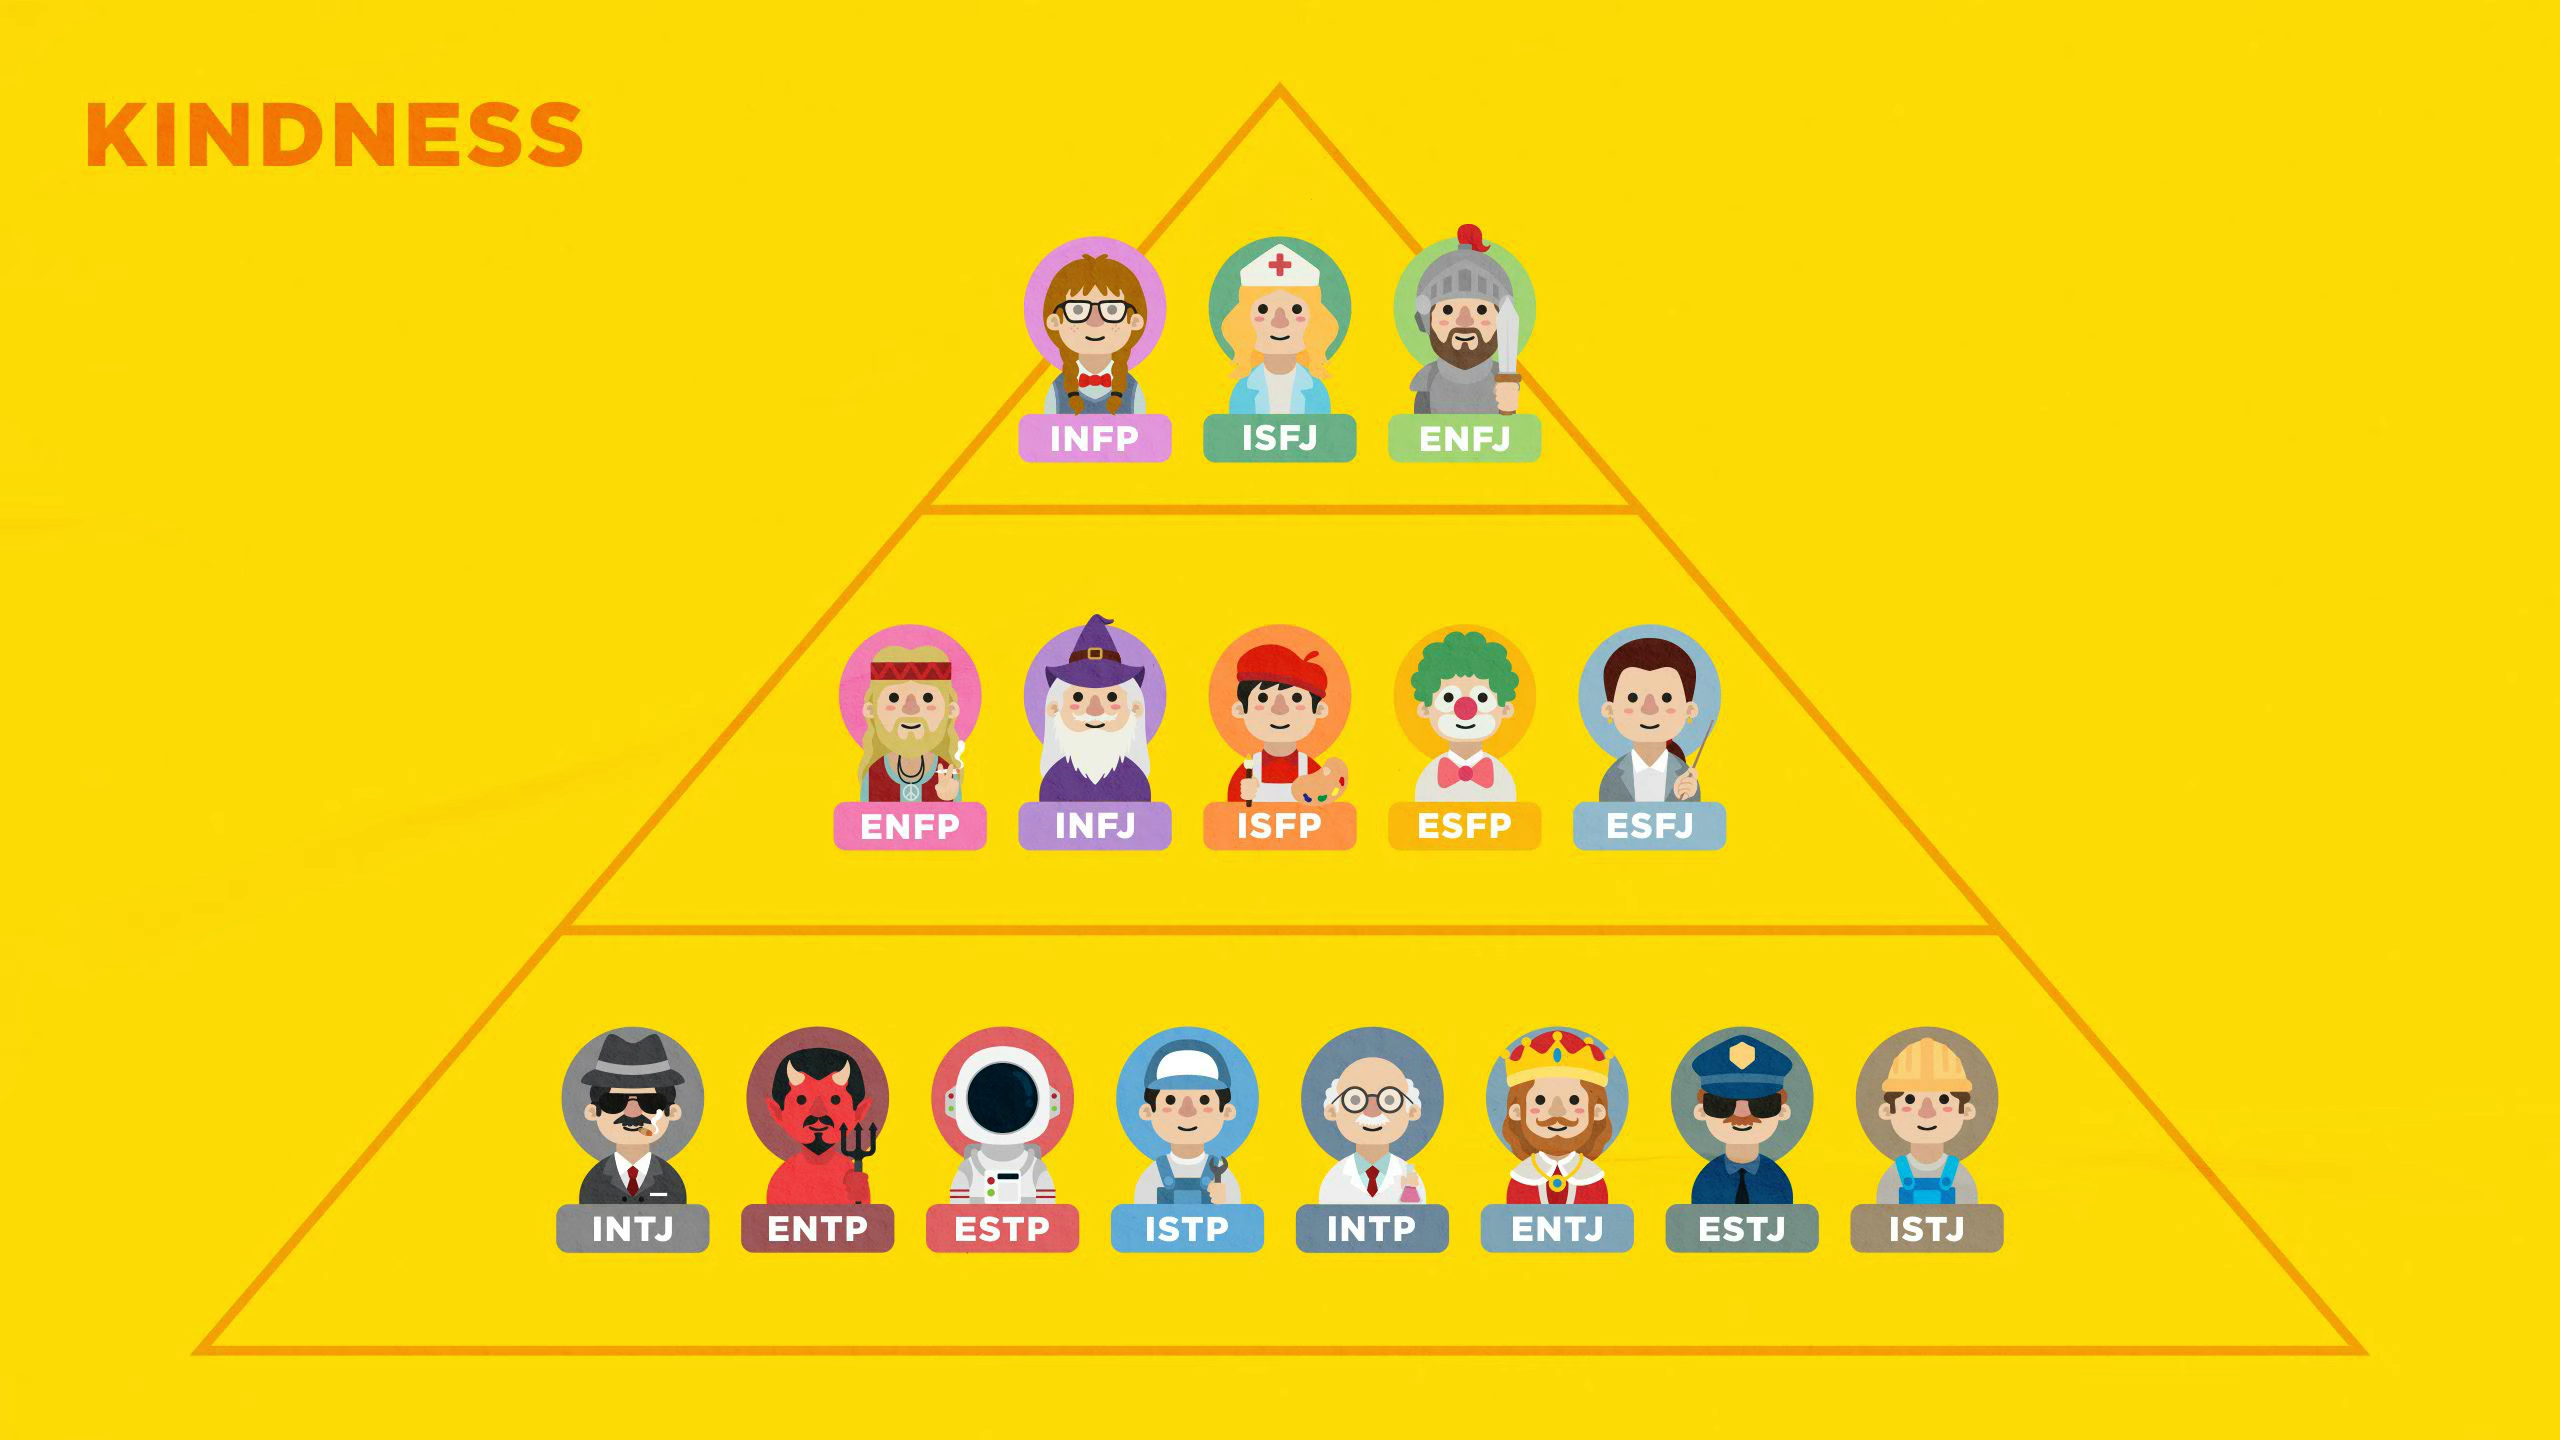 KINDNESS
INFP ISFJ ENFJ
ENFP INFJ ISFP ESFP ESFJ
INTJ ENTP ESTP ISTP INTP ENTJ ESTJ ISTJ